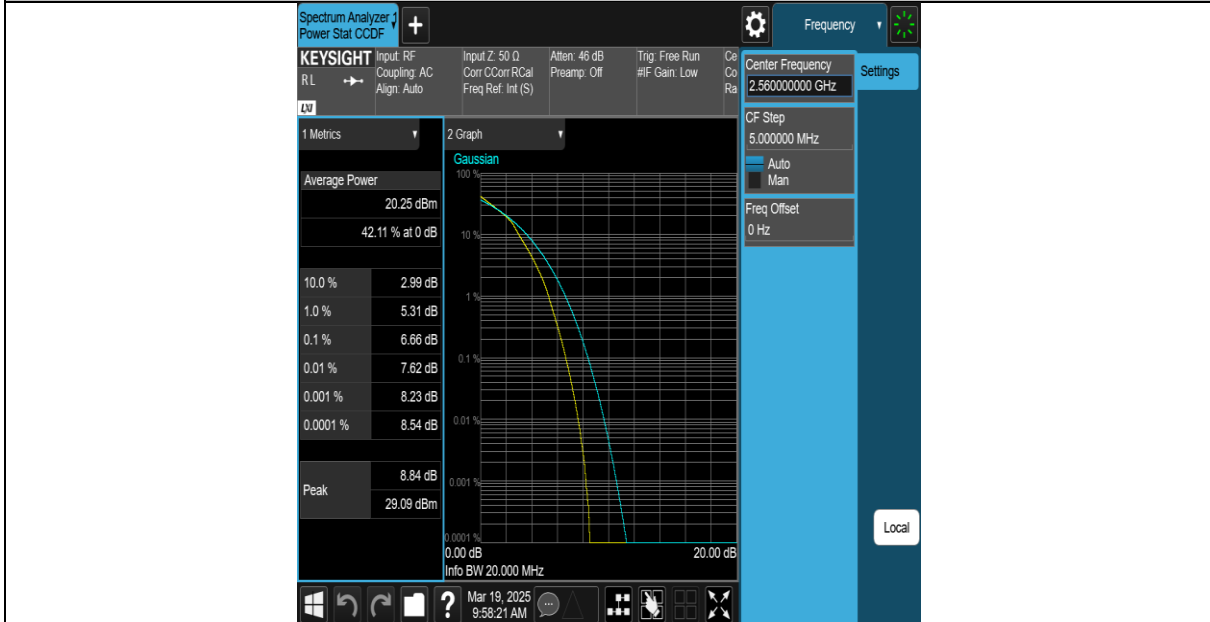 Spectrum Analyzer 1
Power Stat CCDF
+
Frequency
KEYSIGHT
RL
LXI
Input: RF
Coupling: AC
Align: Auto
Input Z: 50 Ω
Corr CCorr RCal
Freq Ref: Int (S)
Atten: 46 dB
Preamp: Off
Trig: Free Run
#IF Gain: Low
Ce
Co
Ra
Center Frequency
2.560000000 GHz
Settings
CF Step
5.000000 MHz
Auto
Man
Freq Offset
0 Hz
1 Metrics
Average Power
20.25 dBm
42.11 % at 0 dB
10.0 % 2.99 dB
1.0 % 5.31 dB
0.1 % 6.66 dB
0.01 % 7.62 dB
0.001 % 8.23 dB
0.0001 % 8.54 dB
Peak
8.84 dB
29.09 dBm
2 Graph
Gaussian
100 %
10 %
1 %
0.1 %
0.01 %
0.001 %
0.0001 %
0.00 dB 20.00 dB
Info BW 20.000 MHz
Local
?
Mar 19, 2025
9:58:21 AM